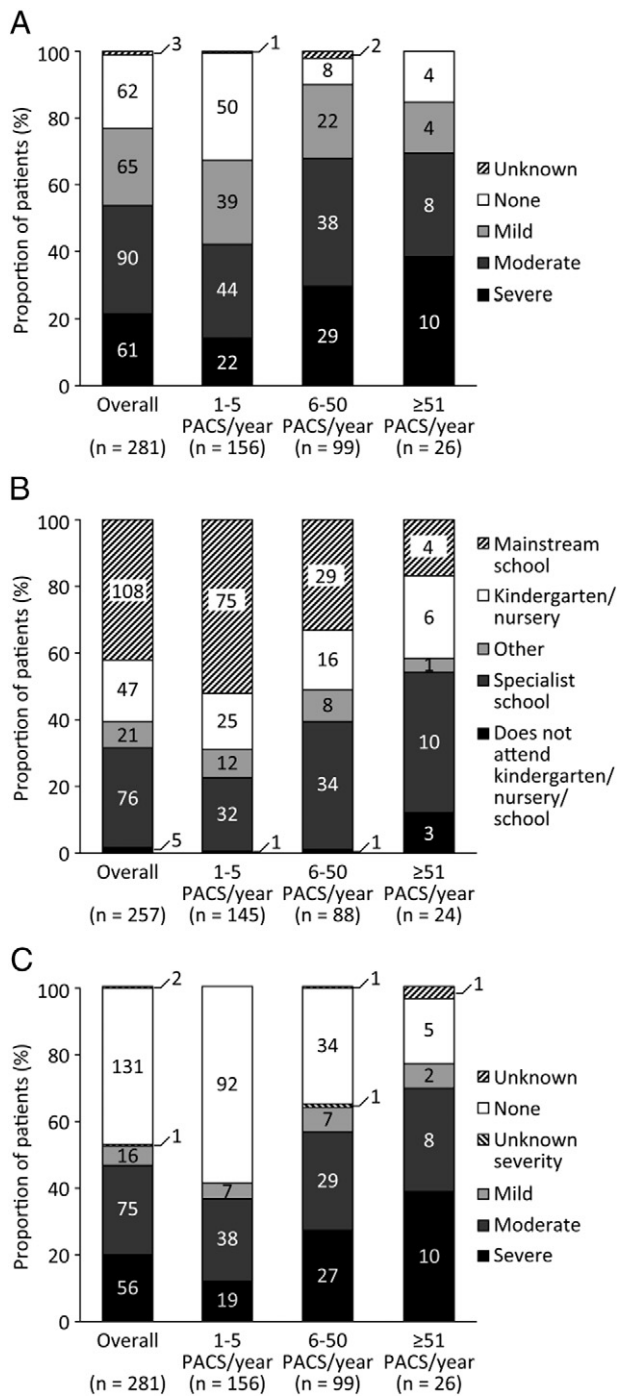 A
Proportion of patients (%)
100
80
60
40
20
0
3
62
65
90
61
1
50
39
44
22
2
8
22
38
29
4
4
8
10
Unknown
None
Mild
Moderate
Severe
Overall
(n = 281)
1-5
PACS/year
(n = 156)
6-50
PACS/year
(n = 99)
≥51
PACS/year
(n = 26)
B
Proportion of patients (%)
100
80
60
40
20
0
108
47
21
76
5
75
25
12
32
1
29
16
8
34
1
4
6
1
10
3
Mainstream
school
Kindergarten/
nursery
Other
Specialist
school
Does not
attend
kindergarten/
nursery/
school
Overall
(n = 257)
1-5
PACS/year
(n = 145)
6-50
PACS/year
(n = 88)
≥51
PACS/year
(n = 24)
C
Proportion of patients (%)
100
80
60
40
20
0
2
131
1
16
75
56
92
7
38
19
1
34
1
7
29
27
1
5
2
8
10
Unknown
None
Unknown
severity
Mild
Moderate
Severe
Overall
(n = 281)
1-5
PACS/year
(n = 156)
6-50
PACS/year
(n = 99)
≥51
PACS/year
(n = 26)